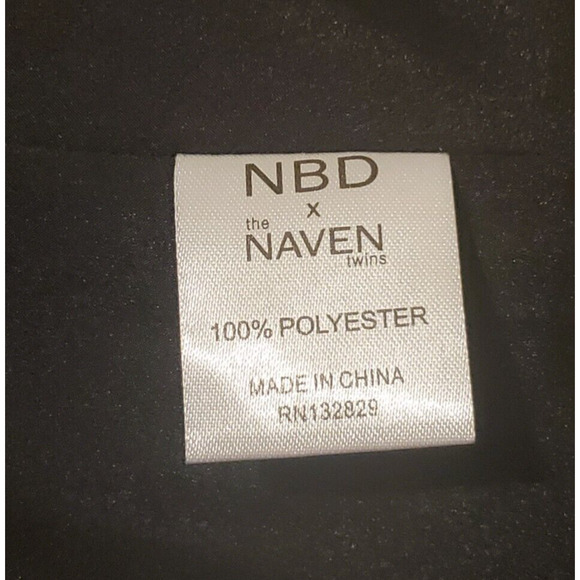 NBD
x
the
NAVEN
twins
100% POLYESTER
MADE IN CHINA
RN132829